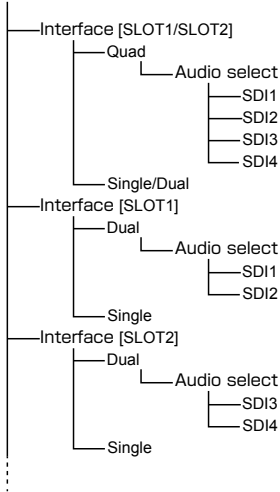 Interface [SLOT1/SLOT2]
Quad
Audio select
SDI1
SDI2
SDI3
SDI4
Single/Dual
Interface [SLOT1]
Dual
Audio select
SDI1
SDI2
Single
Interface [SLOT2]
Dual
Audio select
SDI3
SDI4
Single